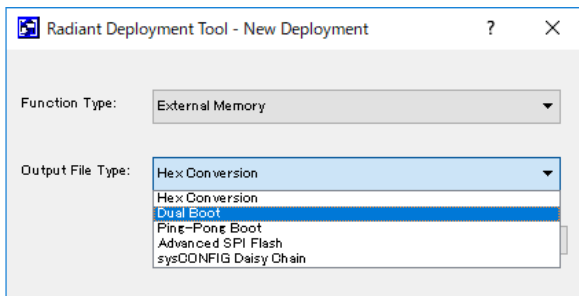 Radiant Deployment Tool - New Deployment
Function Type: External Memory
Output File Type: Hex Conversion
Hex Conversion
Dual Boot
Ping-Pong Boot
Advanced SPI Flash
sysCONFIG Daisy Chain